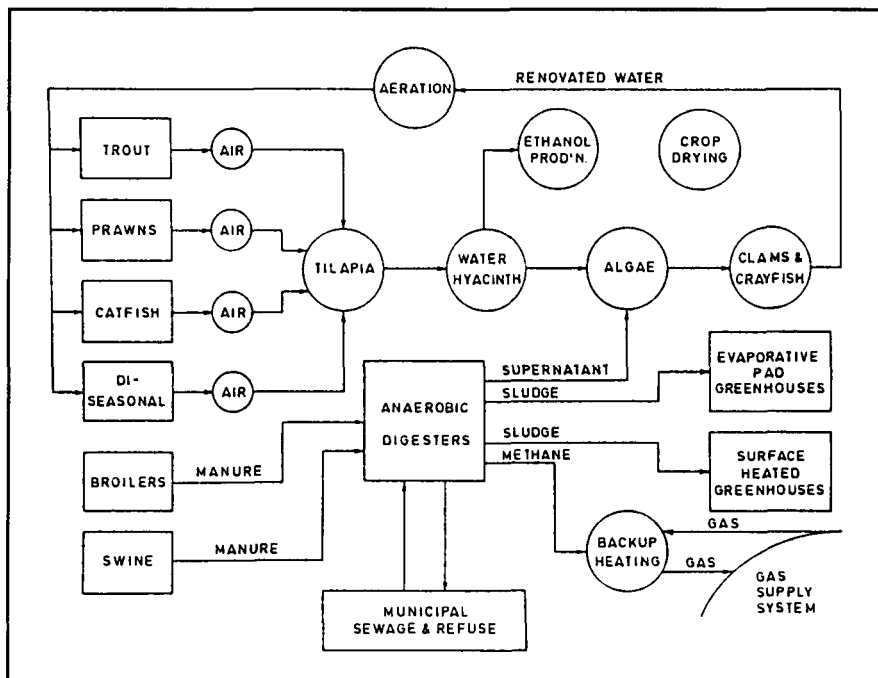 RENOVATED WATER
AERATION
TROUT
AIR
ETHANOL
PROD'N.
CROP
DRYING
PRAWNS
AIR
TILAPIA
WATER
HYACINTH
ALGAE
CLAMS &
CRAYFISH
CATFISH
AIR
DI-
SEASONAL
AIR
ANAEROBIC
DIGESTERS
SUPERNATANT
SLUDGE
EVAPORATIVE
PAD
GREENHOUSES
SLUDGE
METHANE
SURFACE
HEATED
GREENHOUSES
BROILERS
MANURE
SWINE
MANURE
BACKUP
HEATING
GAS
GAS
GAS
SUPPLY
SYSTEM
MUNICIPAL
SEWAGE & REFUSE